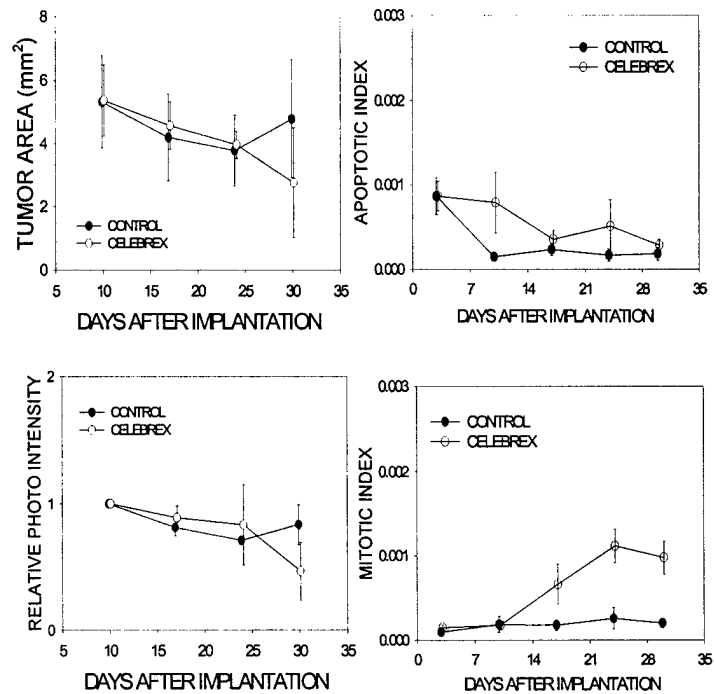 TUMOR AREA (mm²)
8
6
4
2
0
CONTROL
CELEBREX
5 10 15 20 25 30 35
DAYS AFTER IMPLANTATION
APOPTOTIC INDEX
0.003
0.002
0.001
0.000
CONTROL
CELEBREX
0 7 14 21 28 35
DAYS AFTER IMPLANTATION
RELATIVE PHOTO INTENSITY
2
1
0
CONTROL
CELEBREX
5 10 15 20 25 30 35
DAYS AFTER IMPLANTATION
MITOTIC INDEX
0.003
0.002
0.001
0.000
CONTROL
CELEBREX
0 7 14 21 28 35
DAYS AFTER IMPLANTATION